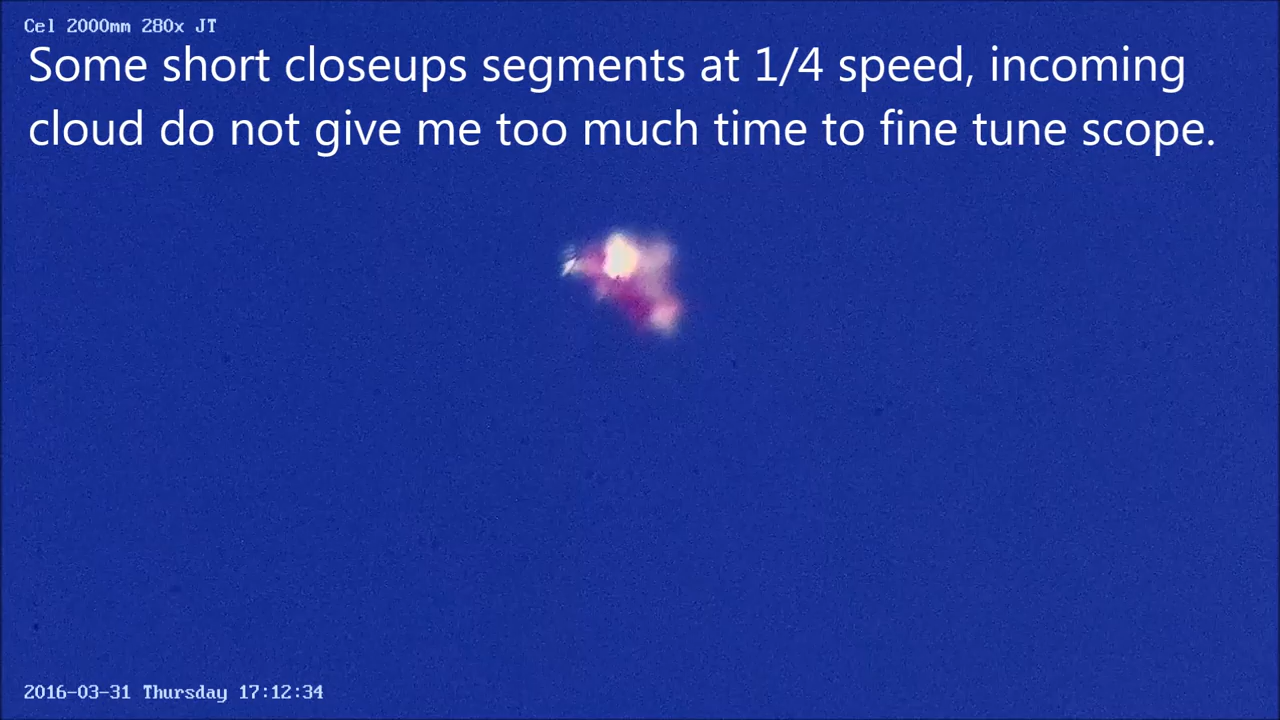 Cel 2000mm 280x JT
Some short closeups segments at 1/4 speed, incoming
cloud do not give me too much time to fine tune scope.
2016-03-31 Thursday 17:12:34